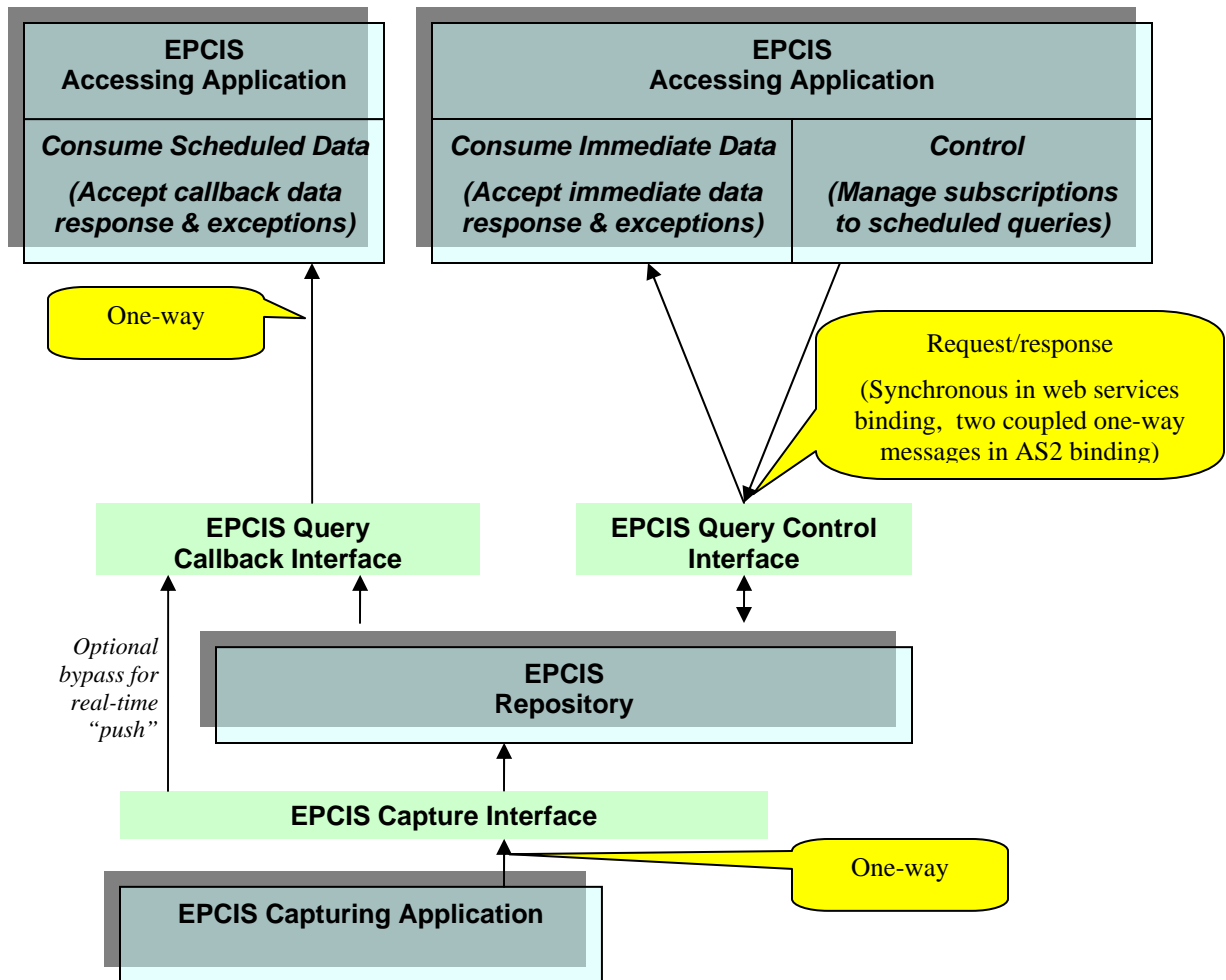 EPCIS
Accessing Application
Consume Scheduled Data
(Accept callback data
response & exceptions)
EPCIS
Accessing Application
Consume Immediate Data
(Accept immediate data
response & exceptions)
Control
(Manage subscriptions
to scheduled queries)
One-way
Request/response
(Synchronous in web services
binding, two coupled one-way
messages in AS2 binding)
EPCIS Query
Callback Interface
EPCIS Query Control
Interface
Optional
bypass for
real-time
“push”
EPCIS
Repository
EPCIS Capture Interface
One-way
EPCIS Capturing Application